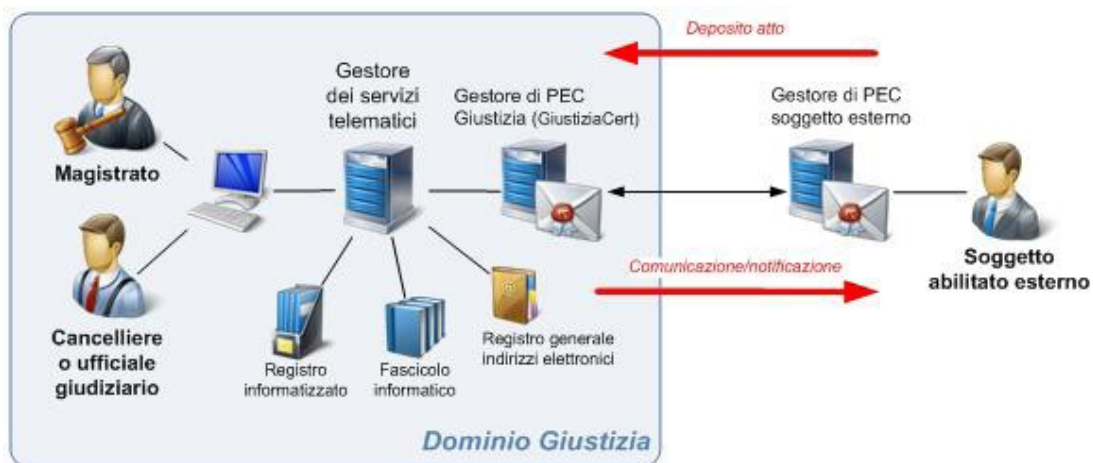 Deposito atto
Gestore
dei servizi
telematici
Gestore di PEC
Giustizia (GiustiziaCert)
Gestore di PEC
soggetto esterno
Magistrato
Comunicazione/notificazione
Soggetto
abilitato esterno
Cancelliere
o ufficiale
giudiziario
Registro
informatizzato
Fascicolo
informatico
Registro generale
indirizzi elettronici
Dominio Giustizia